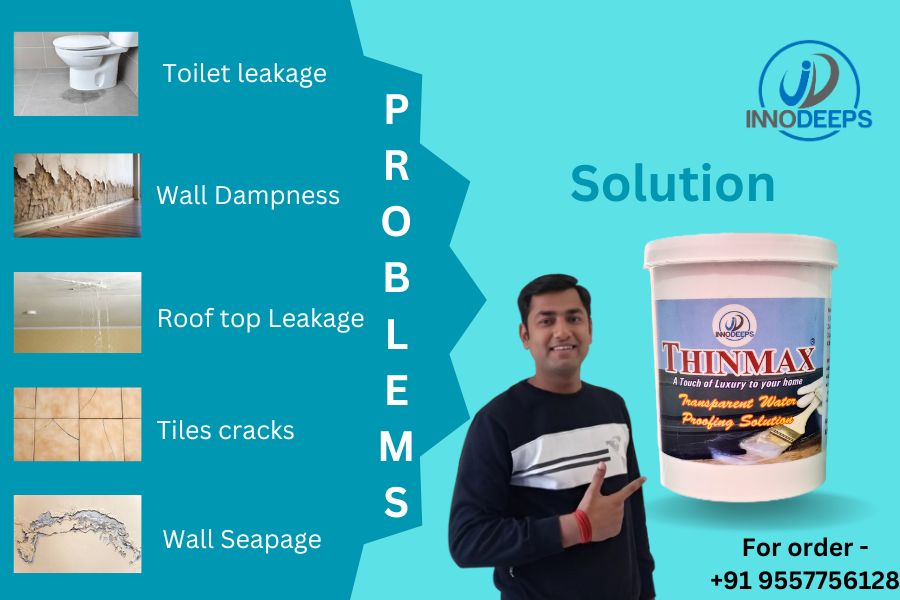 Toilet leakage
Wall Dampness
Roof top Leakage
Tiles cracks
Wall Seapage
PROBLEMS
INNODEEPS
Solution
INNODEEPS
THINMAX®
A Touch of Luxury to your home
Transparent Water
Proofing Solution
For order -
+91 9557756128